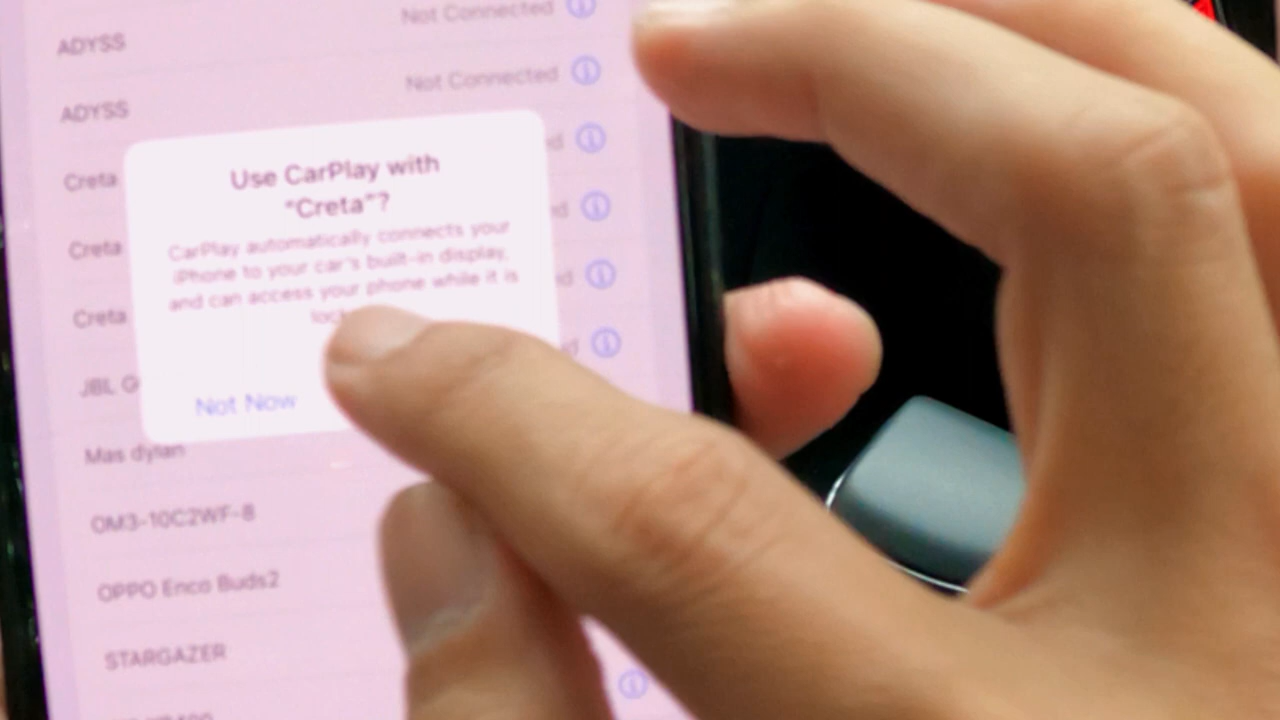 Not Connected
ADYSS
Not Connected
ADYSS
Creta
Creta
Creta
Use CarPlay with
"Creta"?
CarPlay automatically connects your
iPhone to your car's built-in display,
and can access your phone while it is
Not Now
JBL G
Mas dylan
OM3-10C2WF-8
OPPO Enco Buds2
STARGAZER